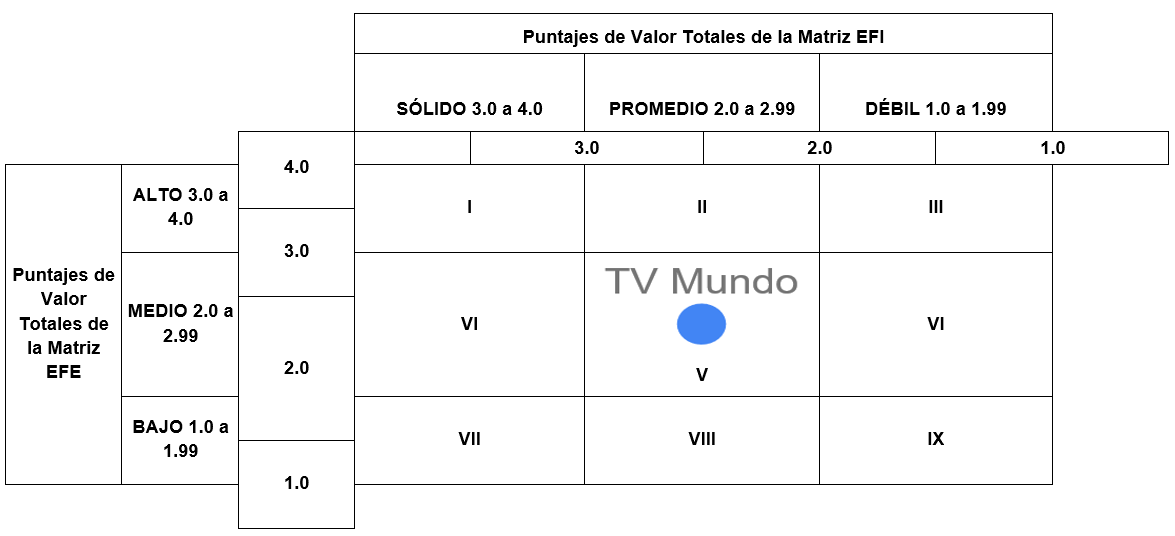 Puntajes de Valor Totales de la Matriz EFI
SÓLIDO 3.0 a 4.0
PROMEDIO 2.0 a 2.99
DÉBIL 1.0 a 1.99
3.0
2.0
1.0
Puntajes de
Valor
Totales de
la Matriz
EFE
ALTO 3.0 a
4.0
4.0
I
II
III
3.0
MEDIO 2.0 a
2.99
VI
TV Mundo
V
VI
2.0
BAJO 1.0 a
1.99
VII
VIII
IX
1.0